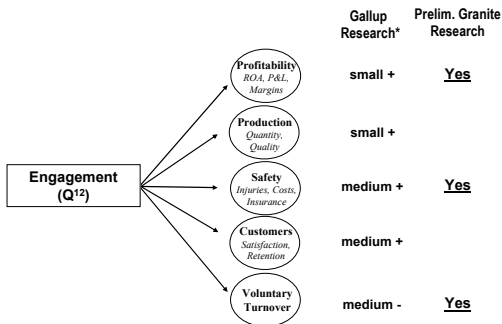 Gallup
Research*
Prelim. Granite
Research
Profitability
ROA, P&L,
Margins
small +
Yes
Production
Quantity,
Quality
small +
Engagement
(Q¹²)
Safety
Injuries, Costs,
Insurance
medium +
Yes
Customers
Satisfaction,
Retention
medium +
Voluntary
Turnover
medium -
Yes